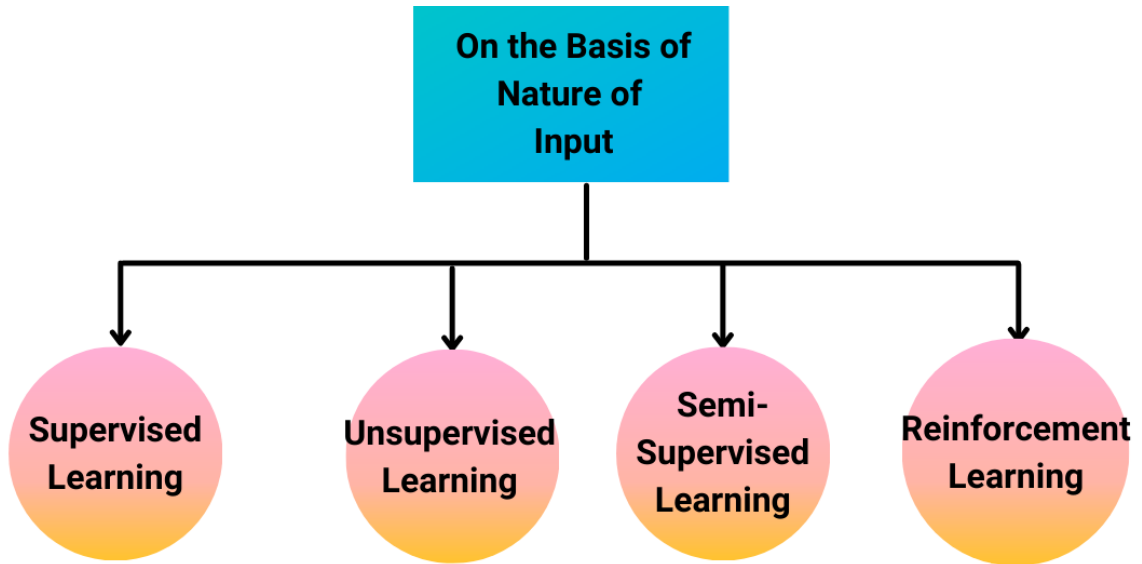 On the Basis of
Nature of
Input
Supervised
Learning
Unsupervised
Learning
Semi-
Supervised
Learning
Reinforcement
Learning